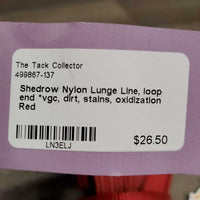 The Tack Collector
499867-137
Shedrow Nylon Lunge Line, loop
end *vgc, dirt, stains, oxidization
Red
LN3ELJ
$26.50